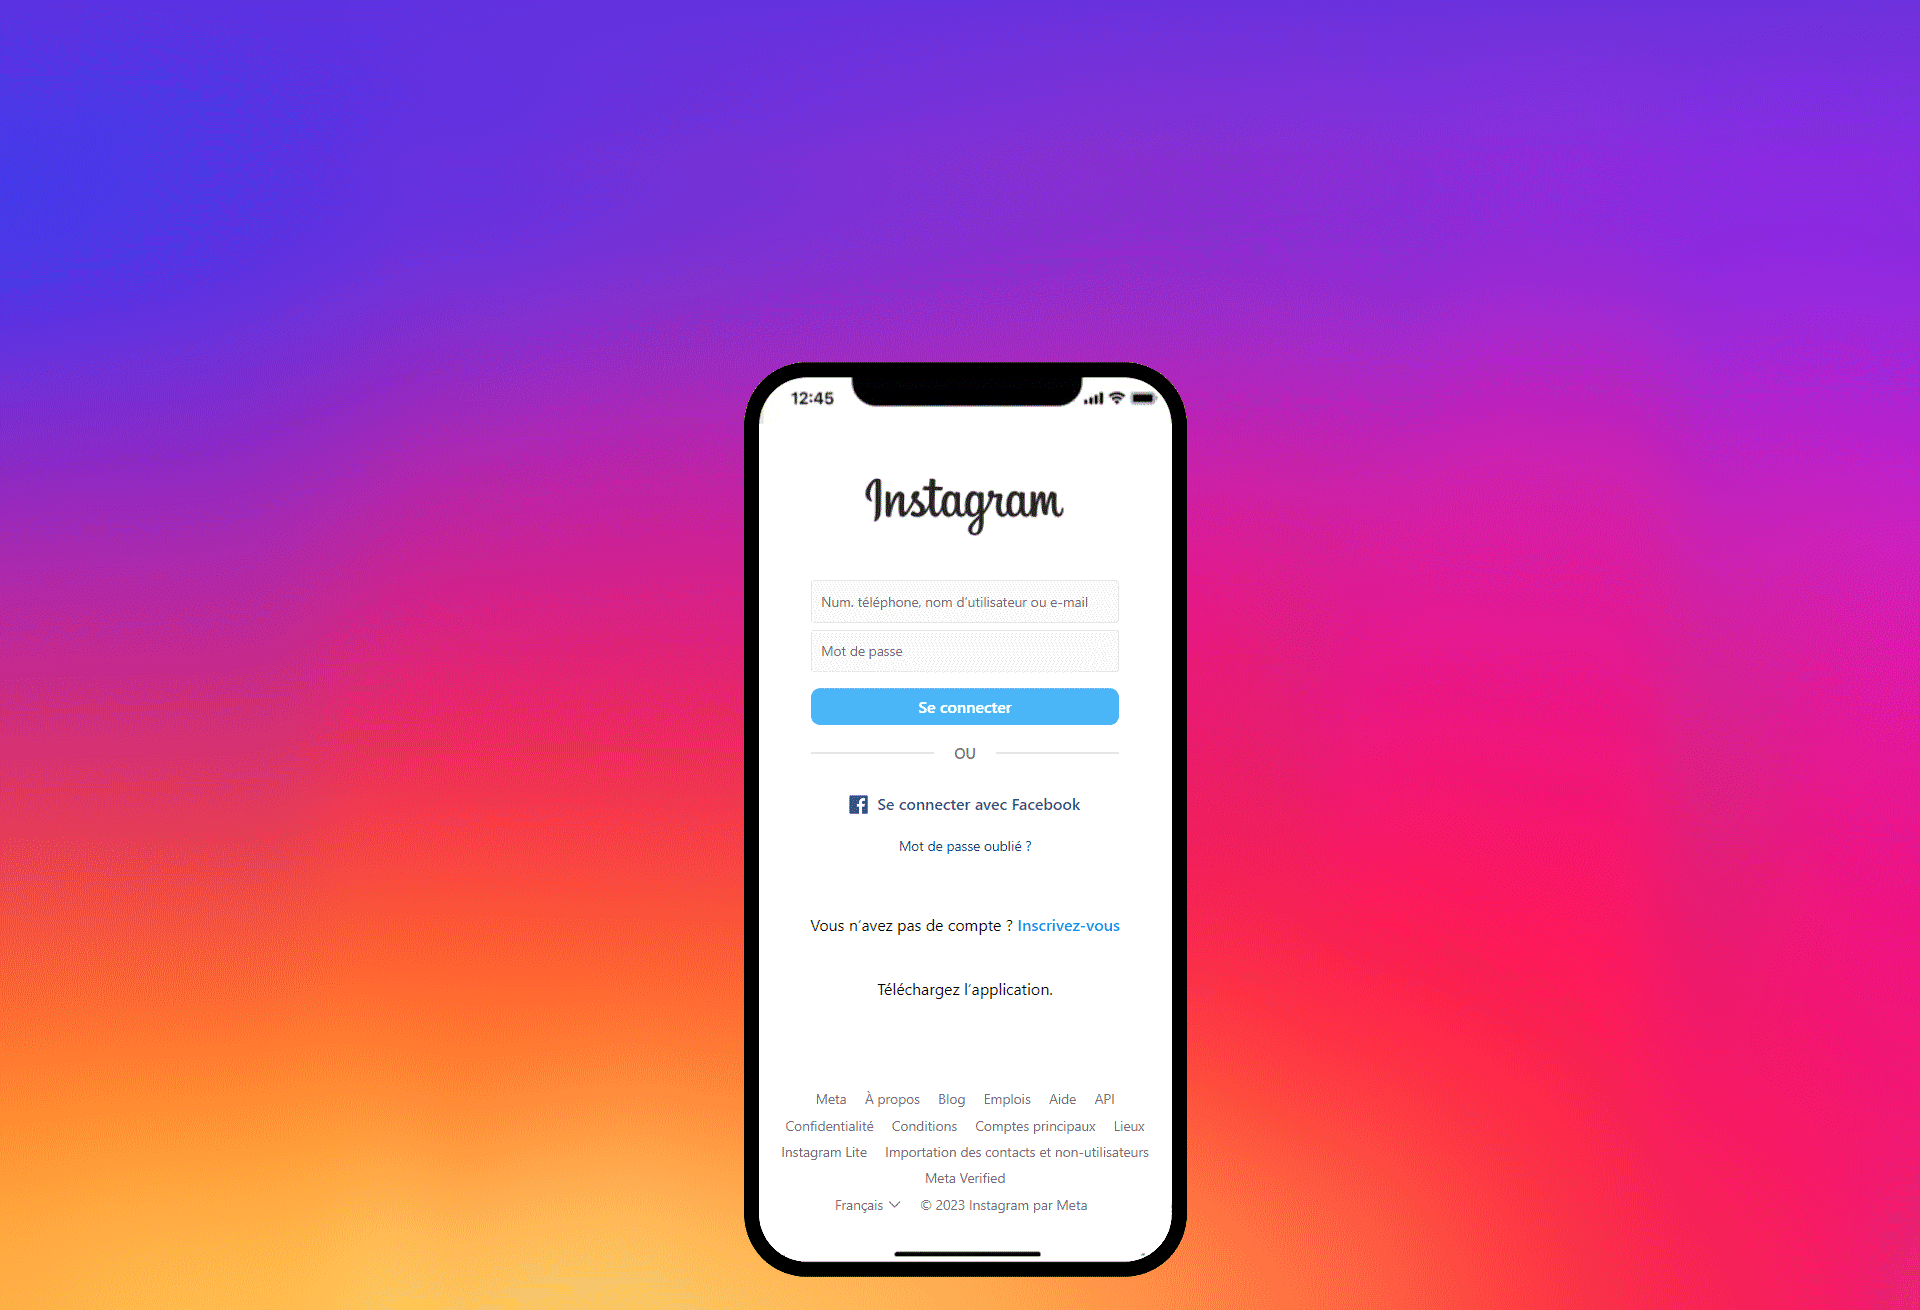 12:45
Instagram
Num. téléphone, nom d'utilisateur ou e-mail
Mot de passe
Se connecter
OU
Se connecter avec Facebook
Mot de passe oublié ?
Vous n'avez pas de compte ? Inscrivez-vous
Téléchargez l'application.
Meta À propos Blog Emplois Aide API
Confidentialité Conditions Comptes principaux Lieux
Instagram Lite Importation des contacts et non-utilisateurs
Meta Verified
Français © 2023 Instagram par Meta